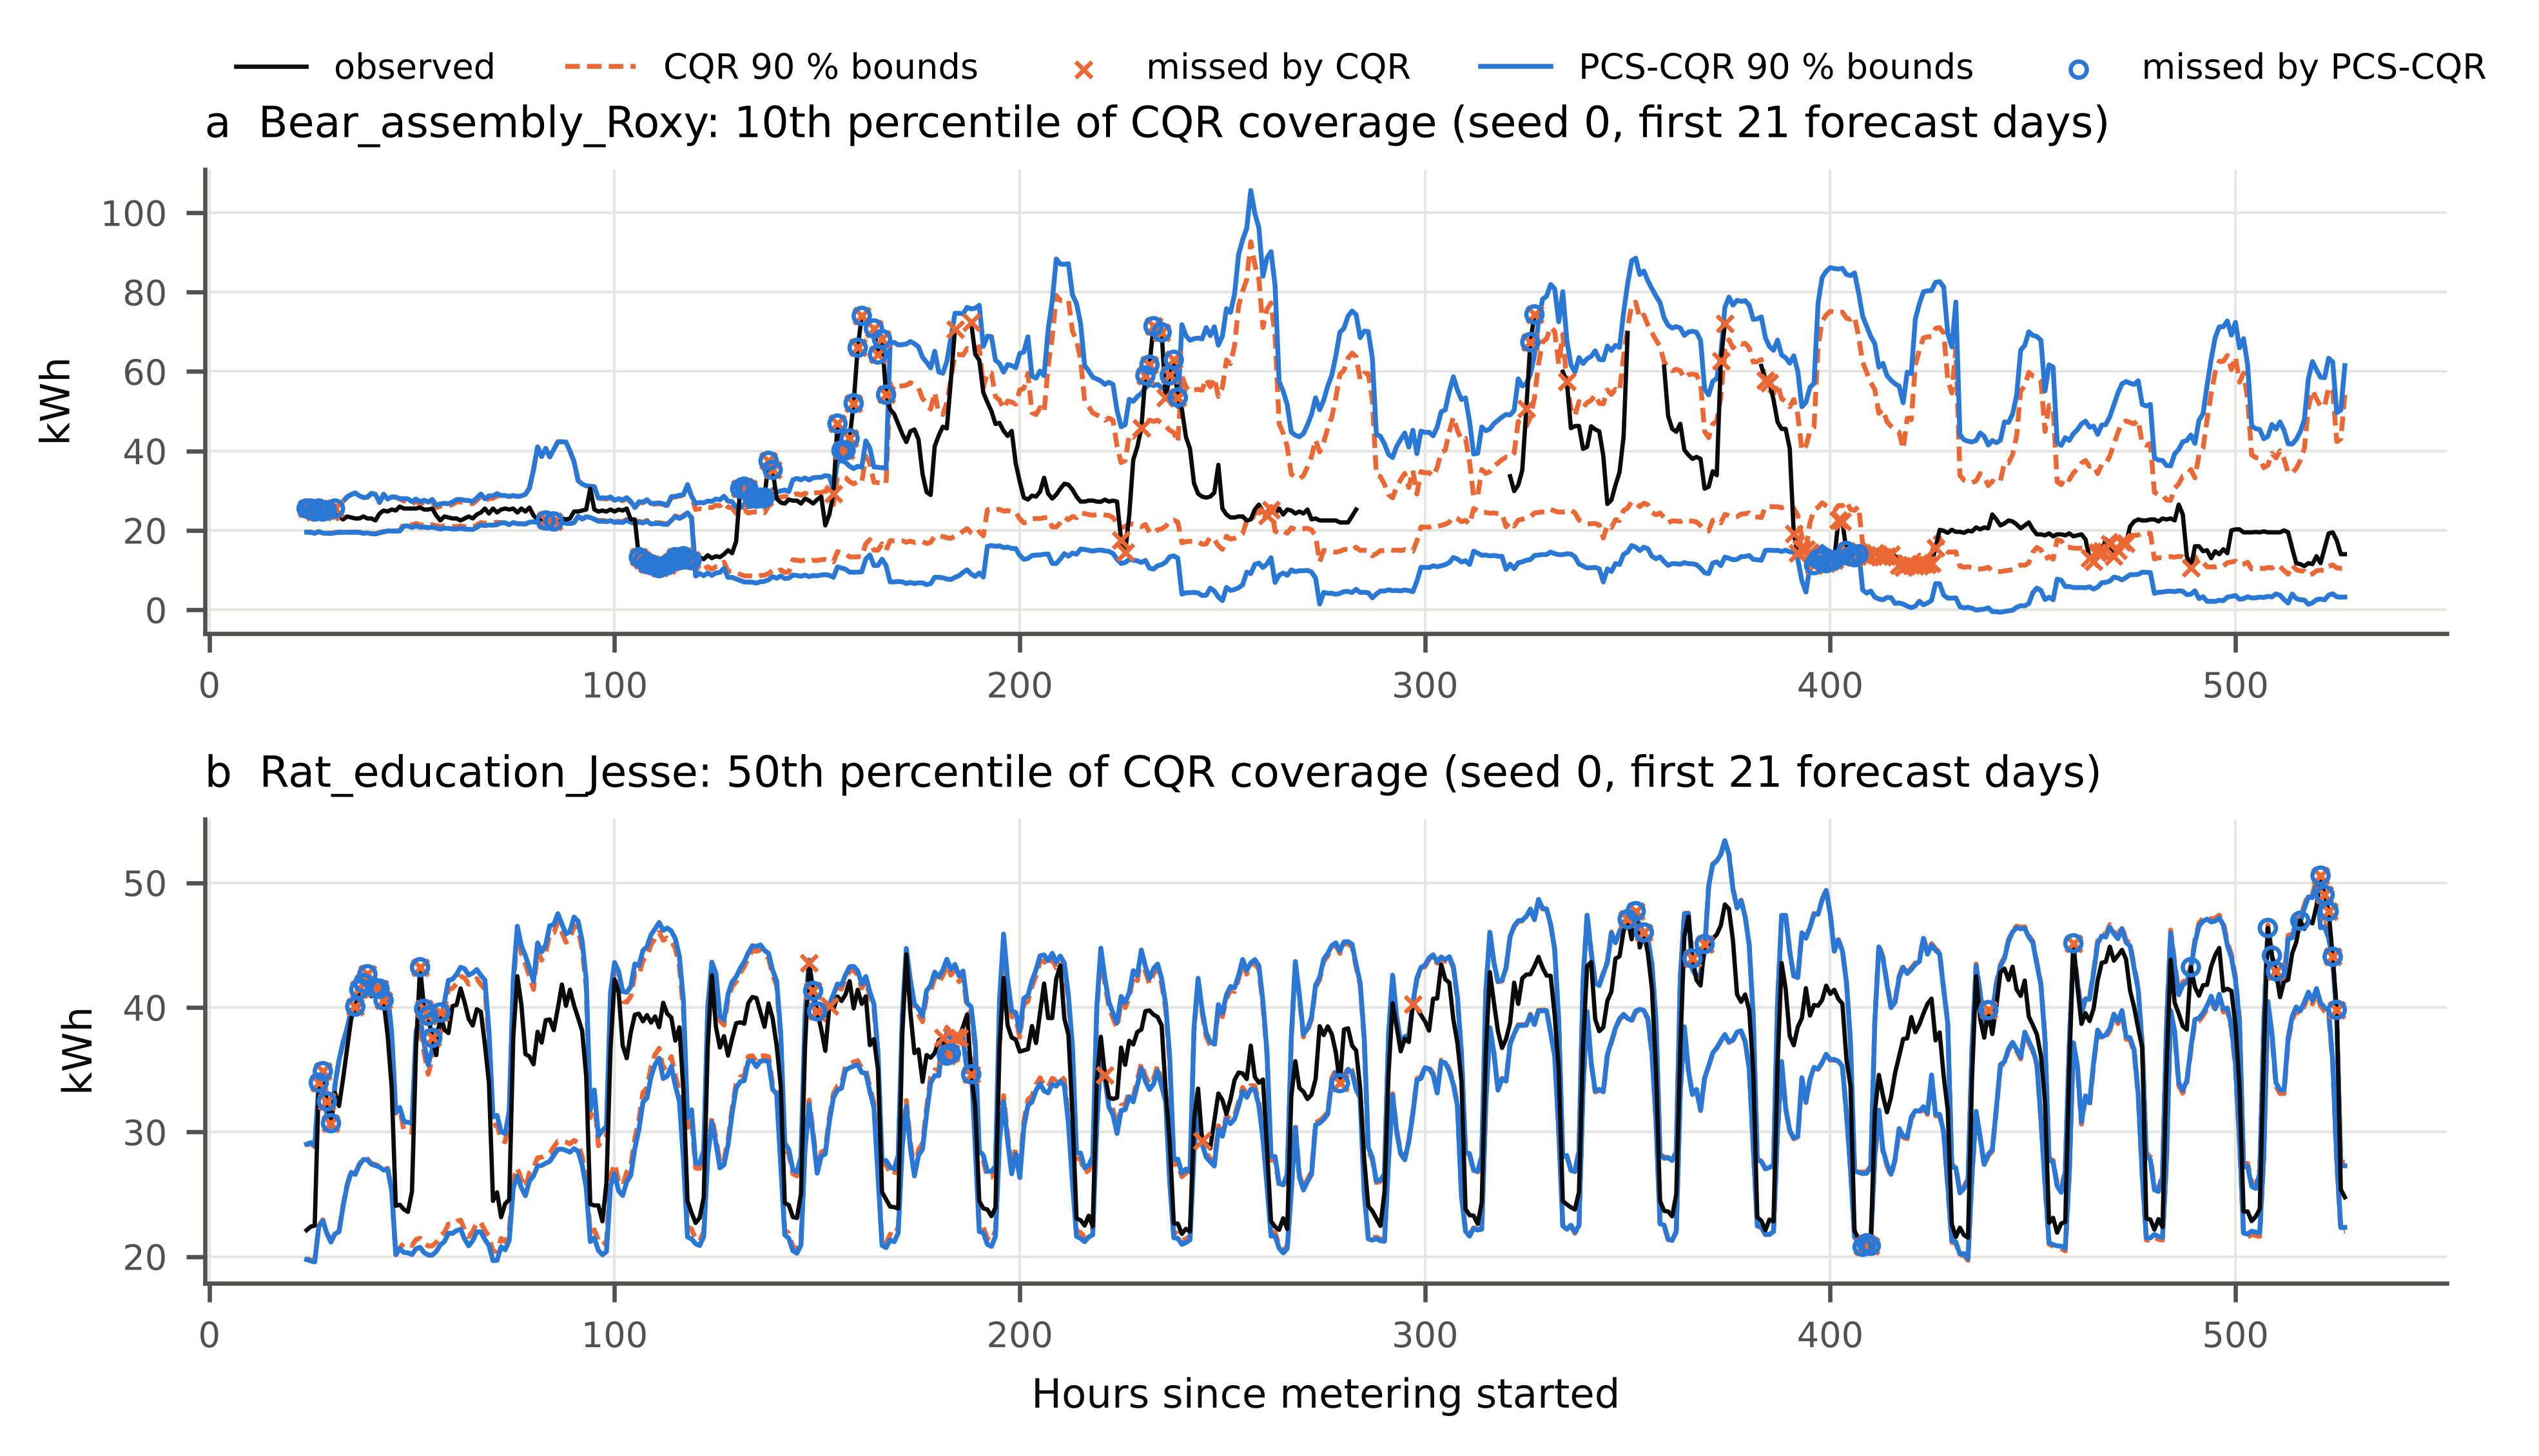 observed CQR 90 % bounds missed by CQR PCS-CQR 90 % bounds missed by PCS-CQR
a Bear_assembly_Roxy: 10th percentile of CQR coverage (seed 0, first 21 forecast days)
100
80
60
40
20
0
kWh
0 100 200 300 400 500
b Rat_education_Jesse: 50th percentile of CQR coverage (seed 0, first 21 forecast days)
50
40
30
20
kWh
0 100 200 300 400 500
Hours since metering started